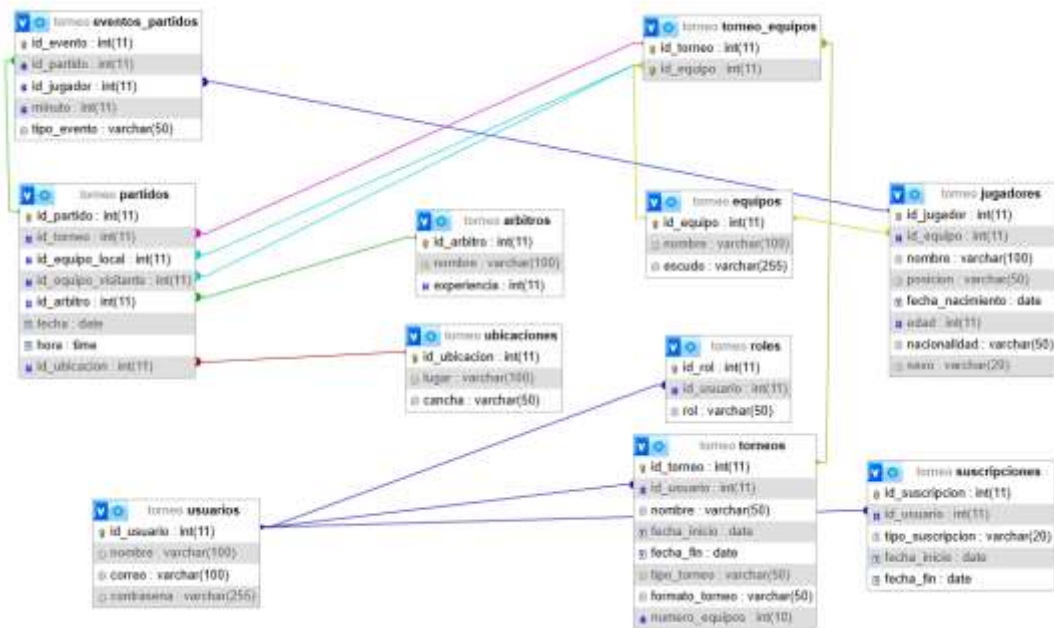 torneo eventos_partidos
id_evento : int(11)
id_partido : int(11)
id_jugador : int(11)
minuto : int(11)
tipo_evento : varchar(50)
torneo torneo_equipos
id_torneo : int(11)
id_equipo : int(11)
torneo partidos
id_partido : int(11)
id_torneo : int(11)
id_equipo_local : int(11)
id_equipo_visitante : int(11)
id_arbitro : int(11)
fecha : date
hora : time
id_ubicacion : int(11)
torneo arbitros
id_arbitro : int(11)
nombre : varchar(100)
experiencia : int(11)
torneo equipos
id_equipo : int(11)
nombre : varchar(100)
escudo : varchar(255)
torneo jugadores
id_jugador : int(11)
id_equipo : int(11)
nombre : varchar(100)
posicion : varchar(50)
fecha_nacimiento : date
edad : int(11)
nacionalidad : varchar(50)
sexo : varchar(20)
torneo ubicaciones
id_ubicacion : int(11)
lugar : varchar(100)
cancha : varchar(50)
torneo roles
id_rol : int(11)
id_usuario : int(11)
rol : varchar(50)
torneo torneos
id_torneo : int(11)
id_usuario : int(11)
nombre : varchar(50)
fecha_inicio : date
fecha_fin : date
tipo_torneo : varchar(50)
formato_torneo : varchar(50)
numero_equipos : int(10)
torneo suscripciones
id_suscripcion : int(11)
id_usuario : int(11)
tipo_suscripcion : varchar(20)
fecha_inicio : date
fecha_fin : date
torneo usuarios
id_usuario : int(11)
nombre : varchar(100)
correo : varchar(100)
contrasena : varchar(255)